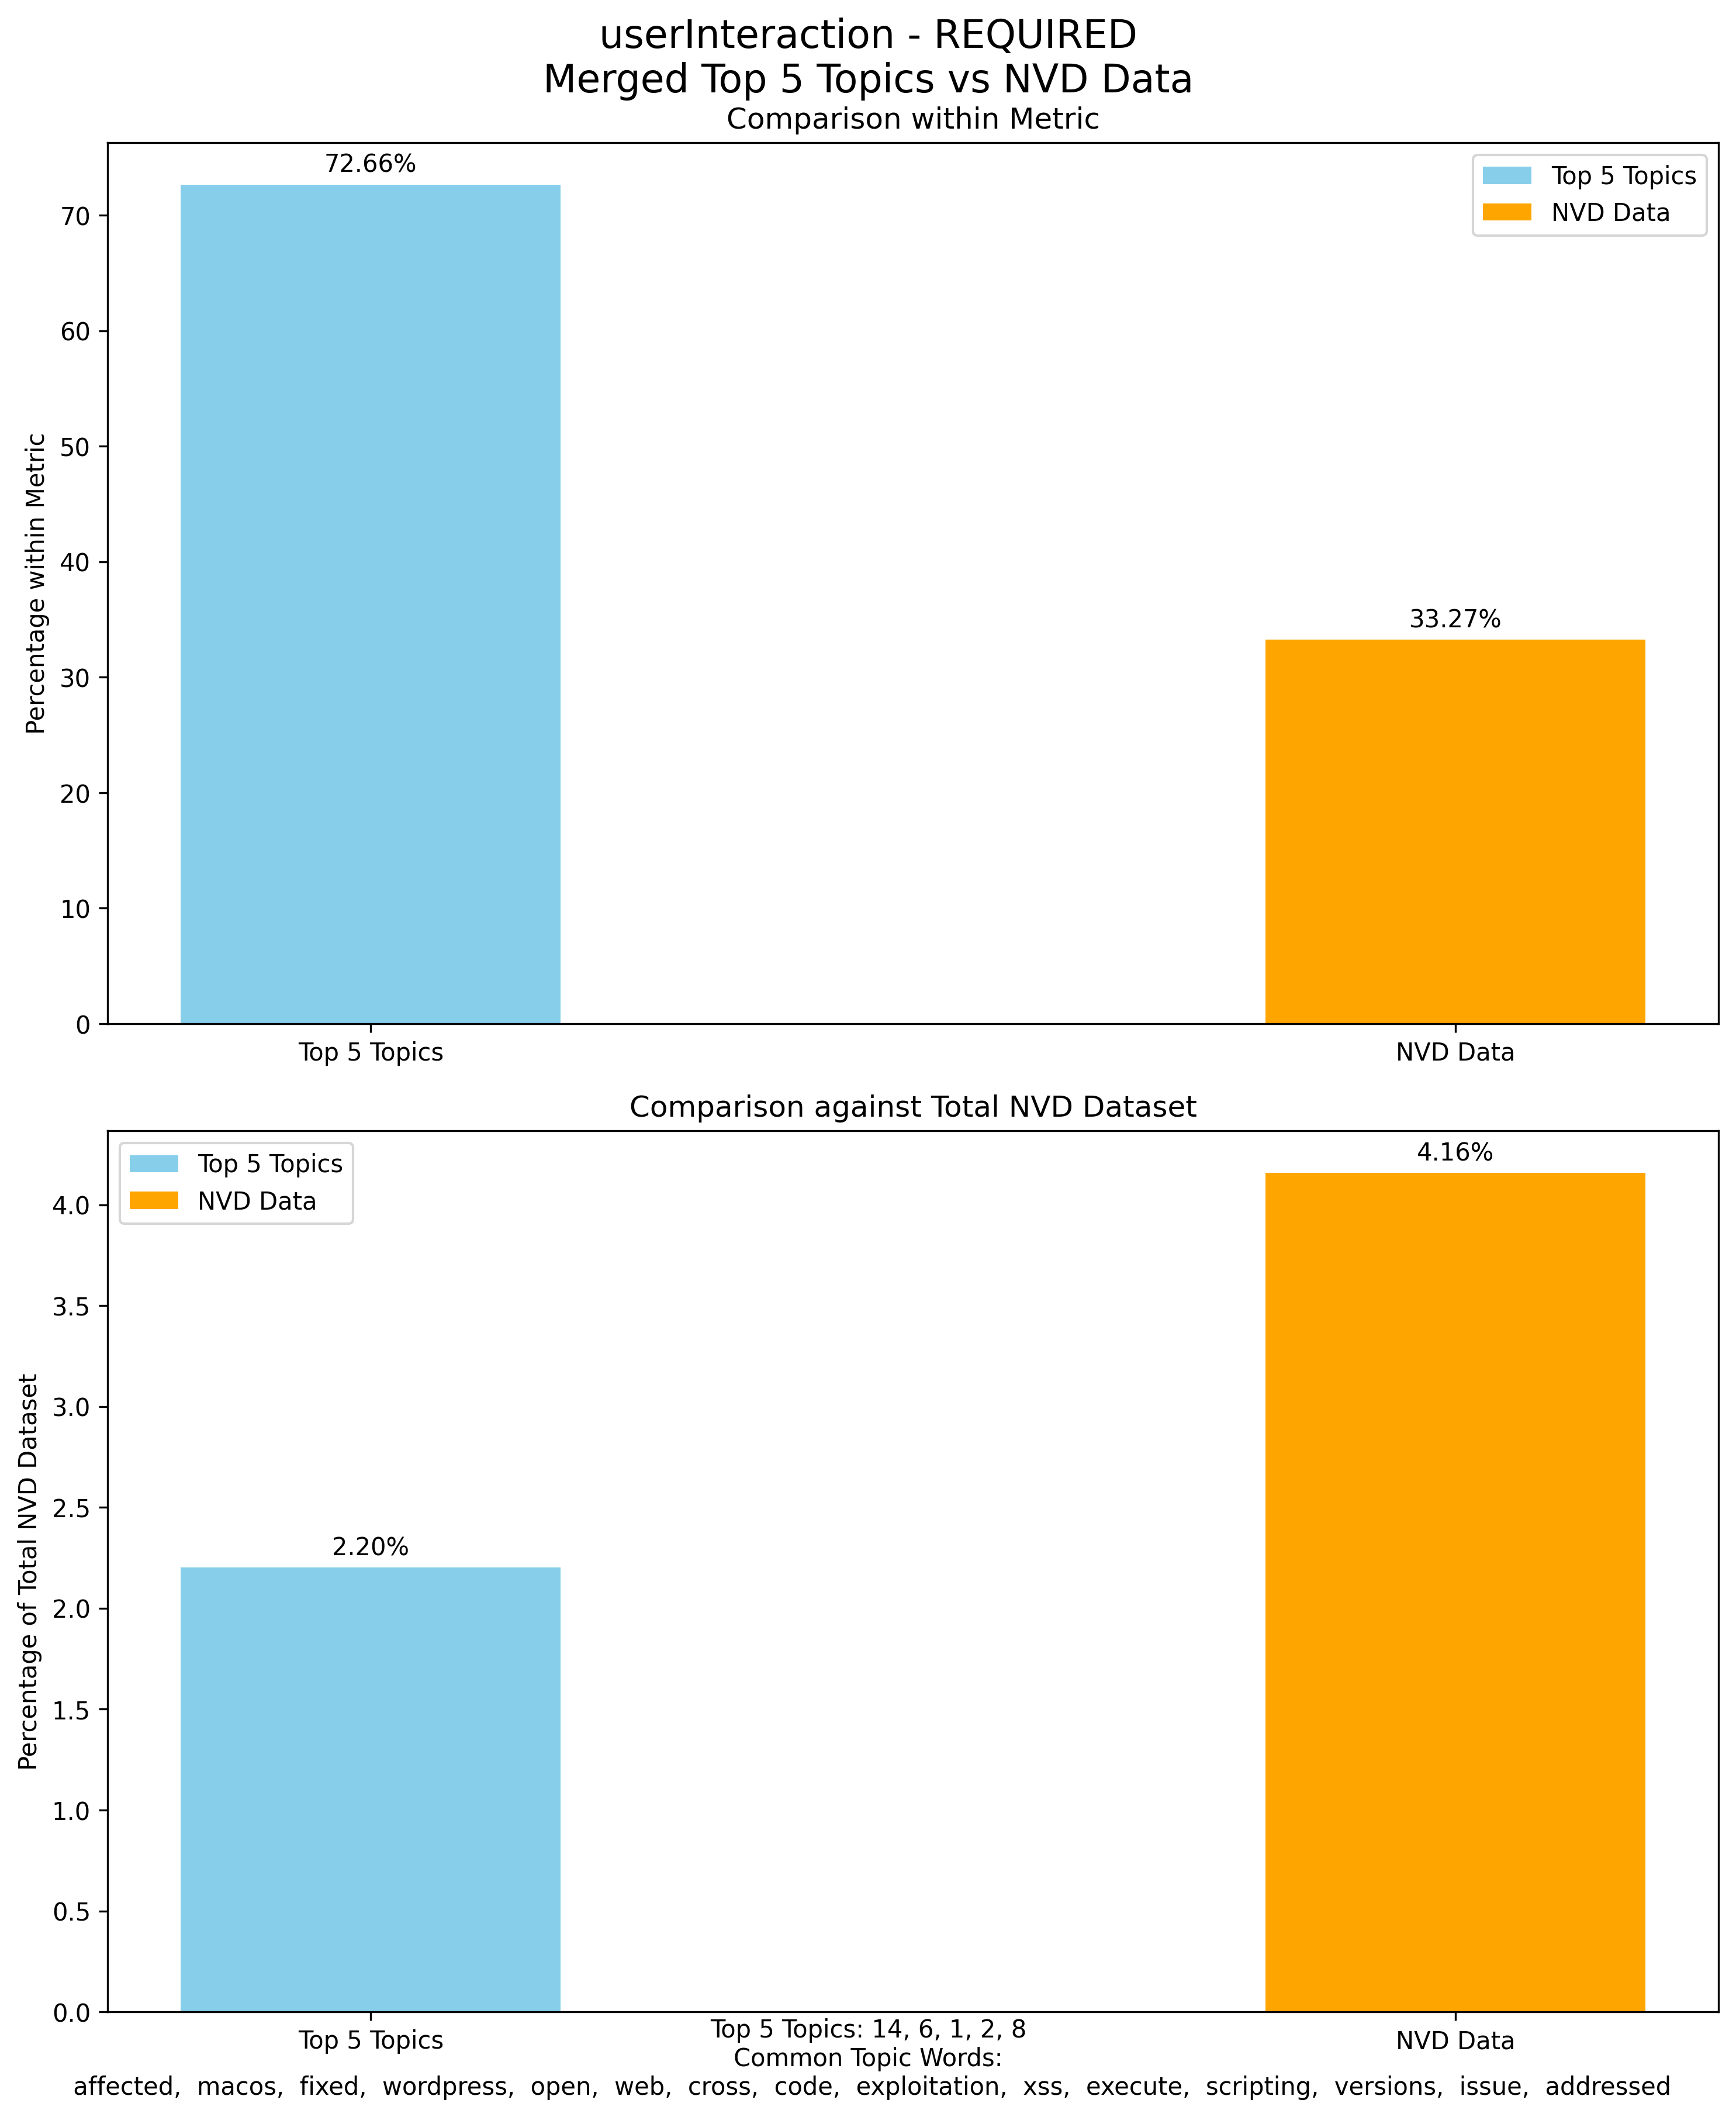 userInteraction - REQUIRED
Merged Top 5 Topics vs NVD Data
Comparison within Metric
72.66%
Top 5 Topics
NVD Data
70
60
50
40
30
20
10
0
33.27%
Percentage within Metric
Top 5 Topics
NVD Data
Comparison against Total NVD Dataset
4.16%
Top 5 Topics
NVD Data
4.0
3.5
3.0
2.5
2.0
1.5
1.0
0.5
0.0
2.20%
Percentage of Total NVD Dataset
Top 5 Topics
NVD Data
Top 5 Topics: 14, 6, 1, 2, 8
Common Topic Words:
affected, macos, fixed, wordpress, open, web, cross, code, exploitation, xss, execute, scripting, versions, issue, addressed